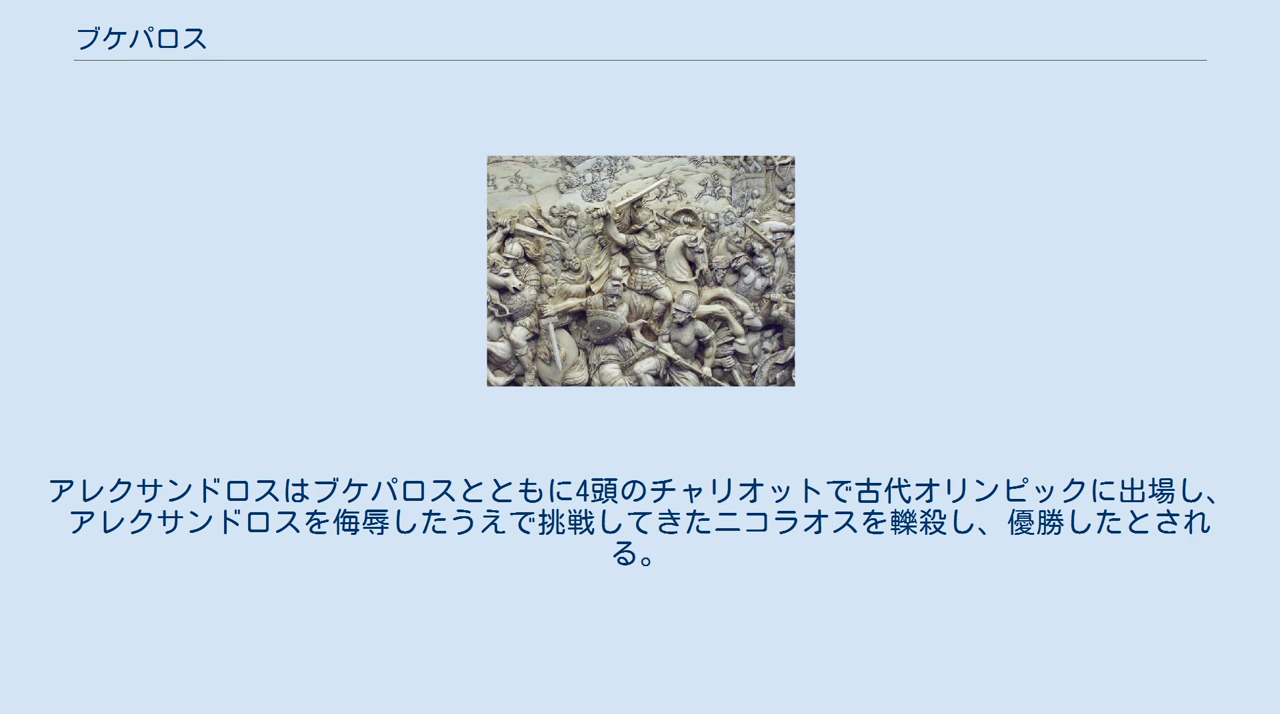 ブケパロス
アレクサンドロスはブケパロスとともに4頭のチャリオットで古代オリンピックに出場し、
アレクサンドロスを侮辱したうえで挑戦してきたニコラオスを轢殺し、優勝したとされ
る。